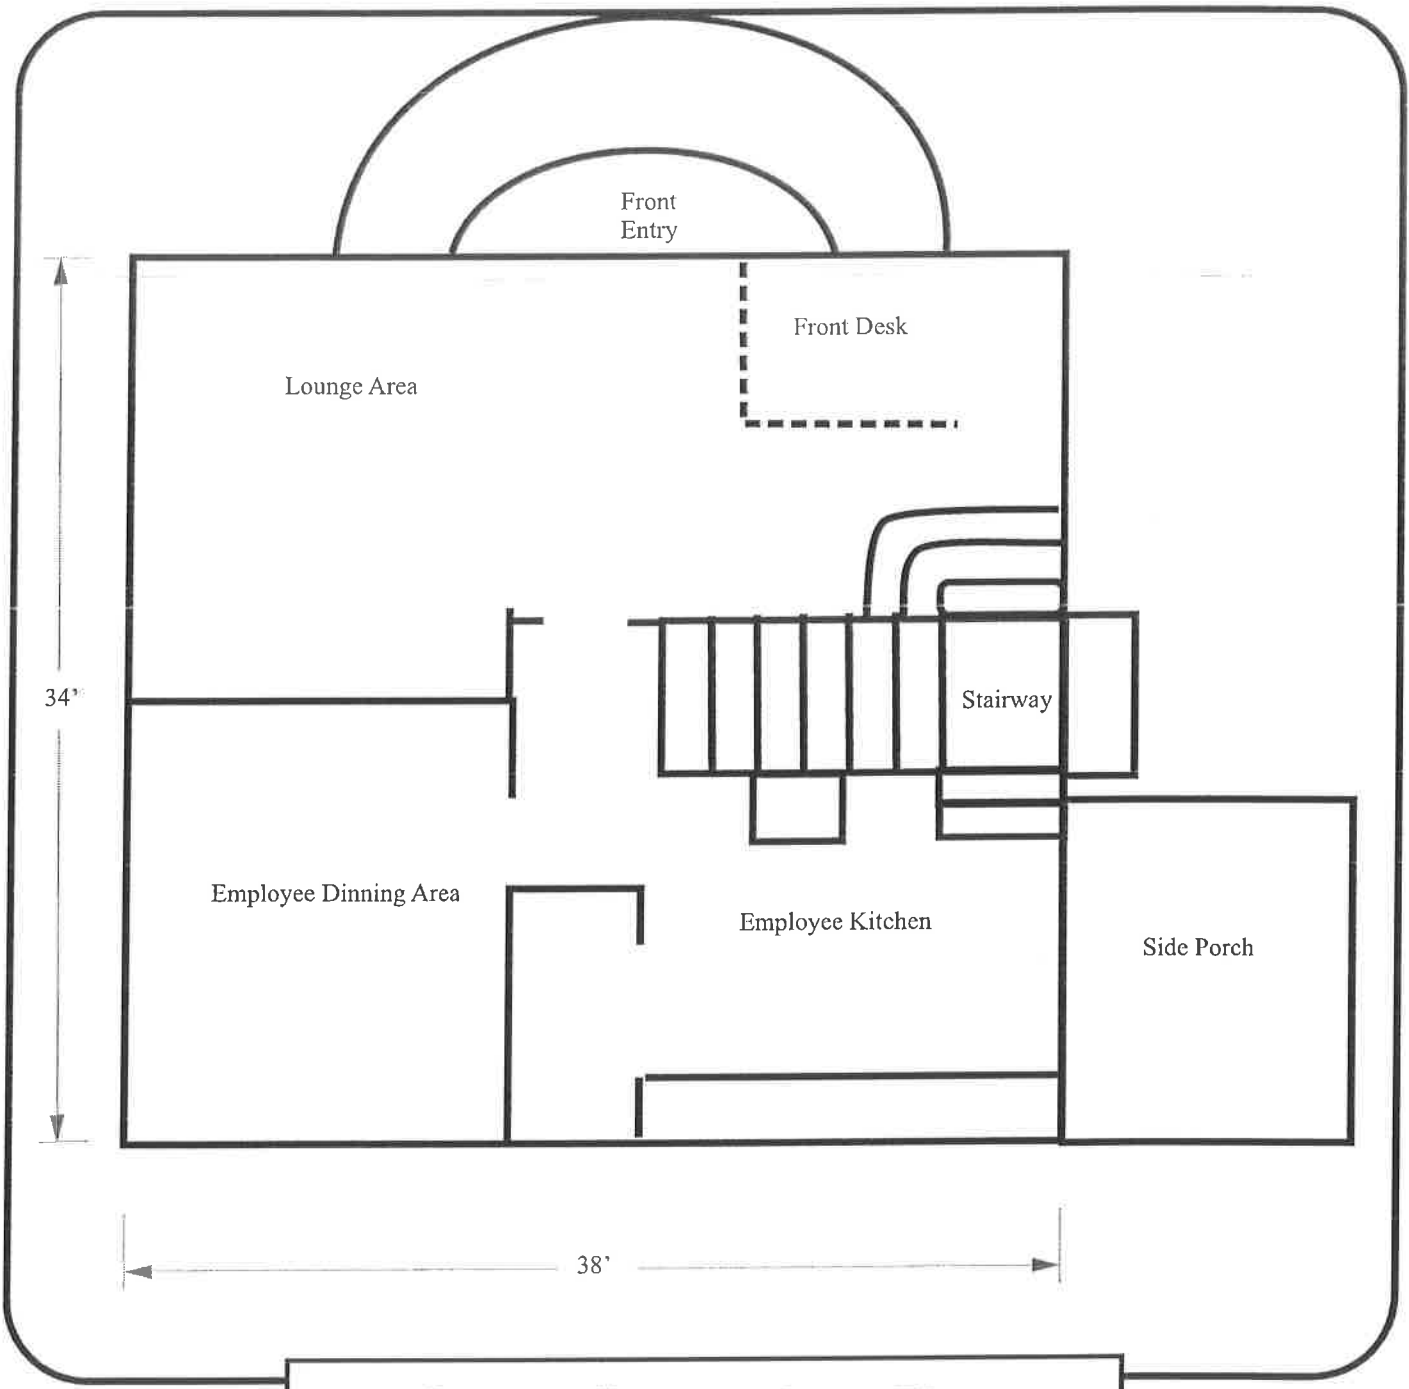 Front
Entry
Front Desk
Lounge Area
34’
Stairway
Employee Dinning Area
Employee Kitchen
Side Porch
38’